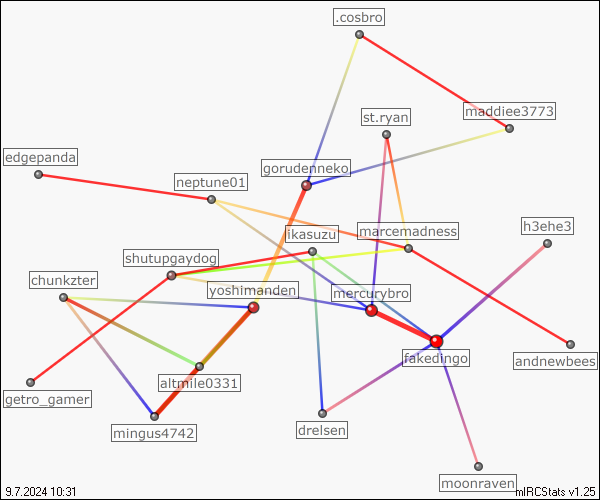 .cosbro
maddiee3773
st.ryan
edgepanda
gorudenneko
neptune01
h3ehe3
marcemadness
ikasuzu
shutupgaydog
chunkzter
yoshimanden
mercurybro
fakedingo
andnewbees
altmile0331
getro_gamer
drelsen
mingus4742
moonraven
9.7.2024 10:31
mIRCStats v1.25